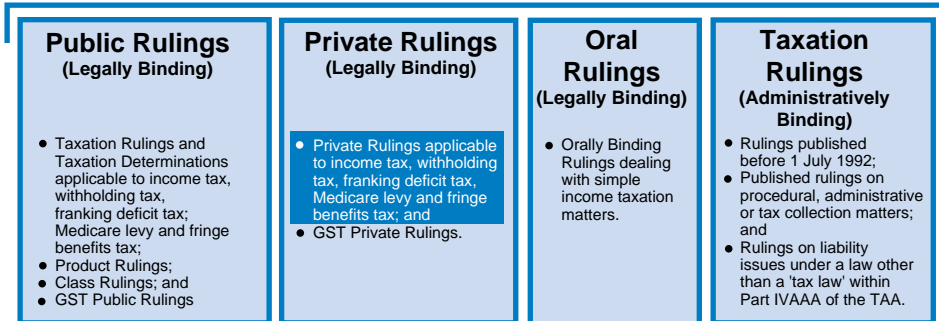 Public Rulings
(Legally Binding)
• Taxation Rulings and
Taxation Determinations
applicable to income tax,
withholding tax,
franking deficit tax;
Medicare levy and fringe
benefits tax;
• Product Rulings;
• Class Rulings; and
• GST Public Rulings
Private Rulings
(Legally Binding)
• Private Rulings applicable
to income tax, withholding
tax, franking deficit tax,
Medicare levy and fringe
benefits tax; and
• GST Private Rulings.
Oral
Rulings
(Legally Binding)
• Orally Binding
Rulings dealing
with simple
income taxation
matters.
Taxation
Rulings
(Administratively
Binding)
• Rulings published
before 1 July 1992;
• Published rulings on
procedural, administrative
or tax collection matters;
and
• Rulings on liability
issues under a law other
than a 'tax law' within
Part IVAAA of the TAA.